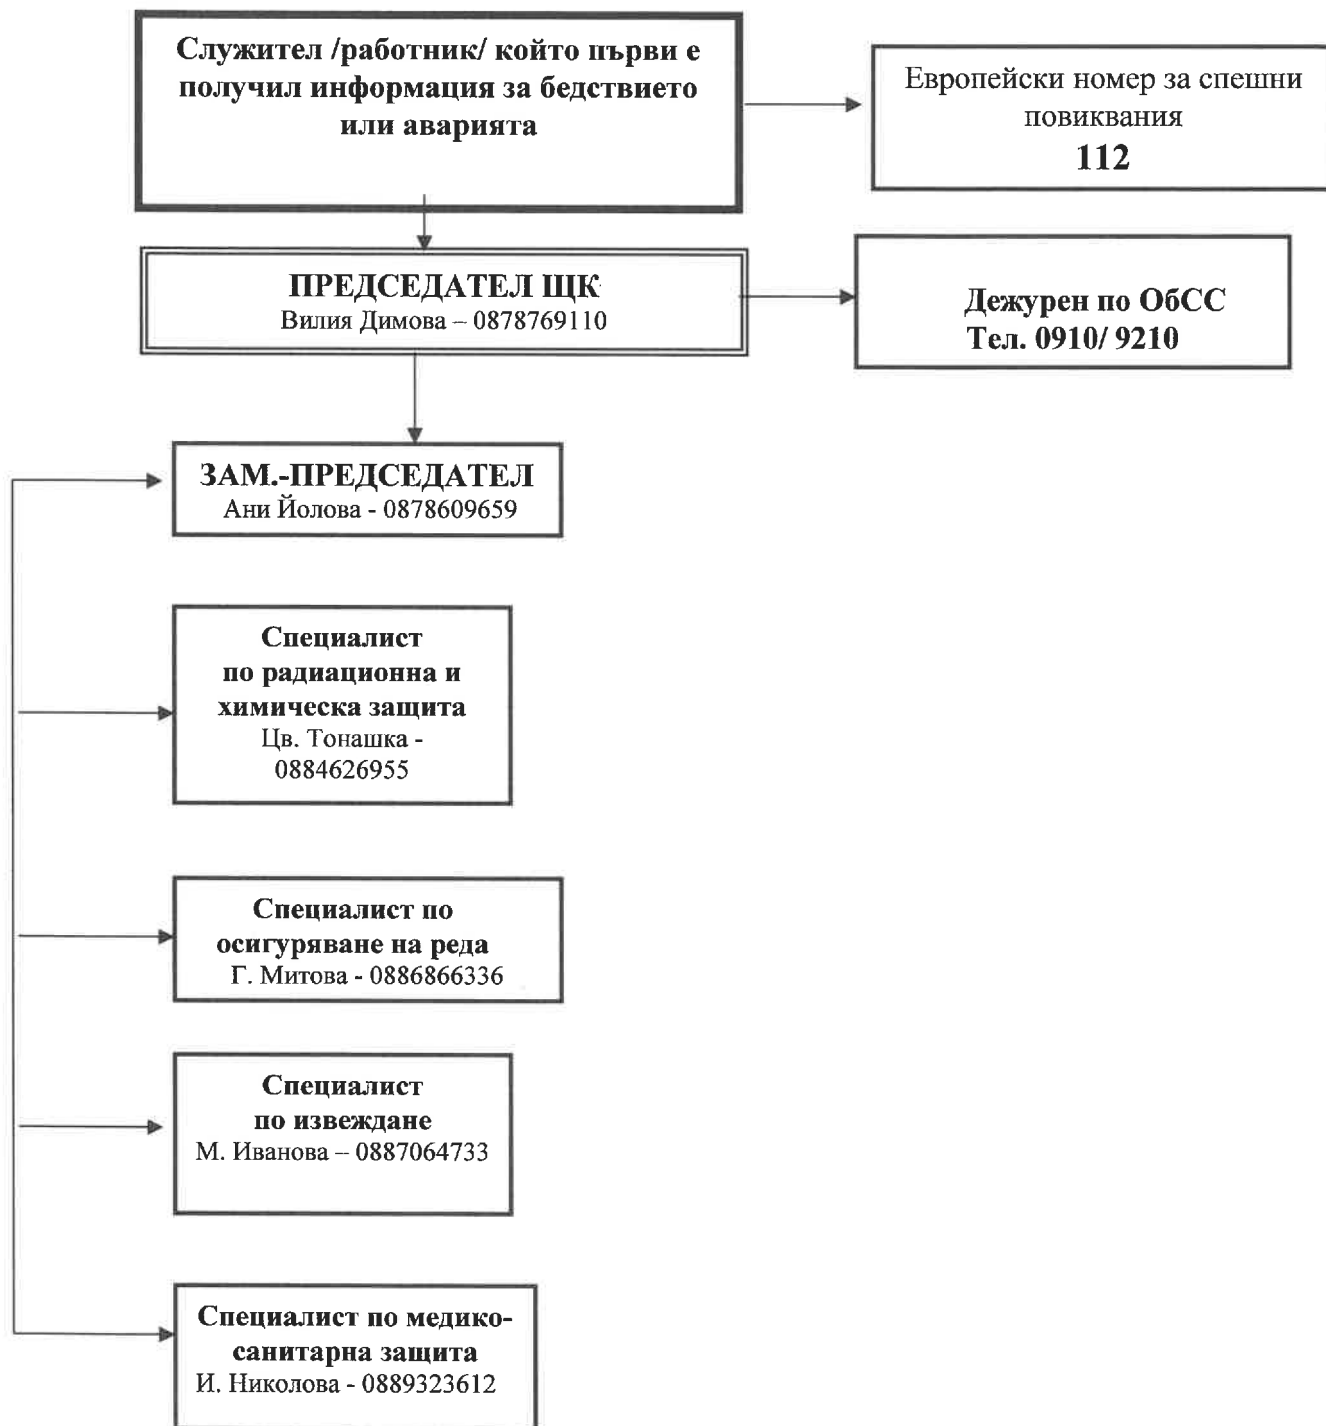 Служител /работник/ който първи е
получил информация за бедствието
или аварията
Европейски номер за спешни
повиквания
112
ПРЕДСЕДАТЕЛ ЩК
Вилия Димова – 0878769110
Дежурен по ОбСС
Тел. 0910/ 9210
ЗАМ.-ПРЕДСЕДАТЕЛ
Ани Йолова - 0878609659
Специалист
по радиационна и
химическа защита
Цв. Тонашка -
0884626955
Специалист по
осигуряване на реда
Г. Митова - 0886866336
Специалист
по извеждане
М. Иванова – 0887064733
Специалист по медико-
санитарна защита
И. Николова - 0889323612